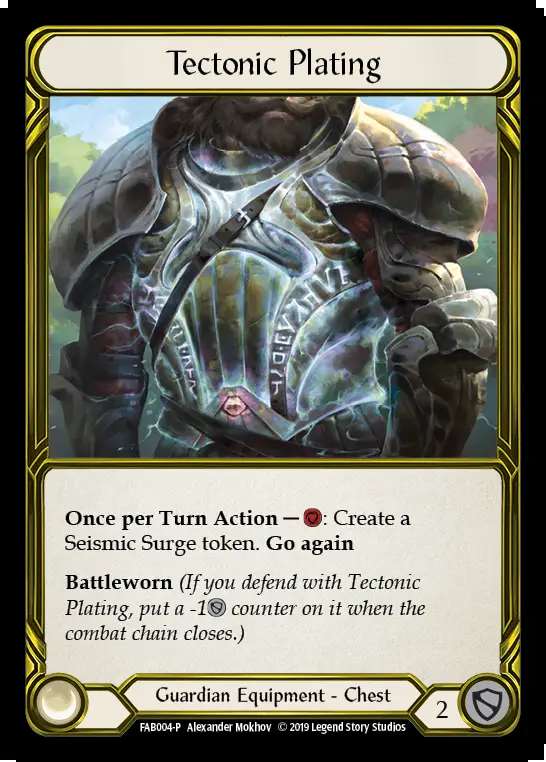 Tectonic Plating
Once per Turn Action — : Create a
Seismic Surge token. Go again
Battleworn (If you defend with Tectonic
Plating, put a -1 counter on it when the
combat chain closes.)
Guardian Equipment - Chest
2
FAB004-P Alexander Mokhov © 2019 Legend Story Studios